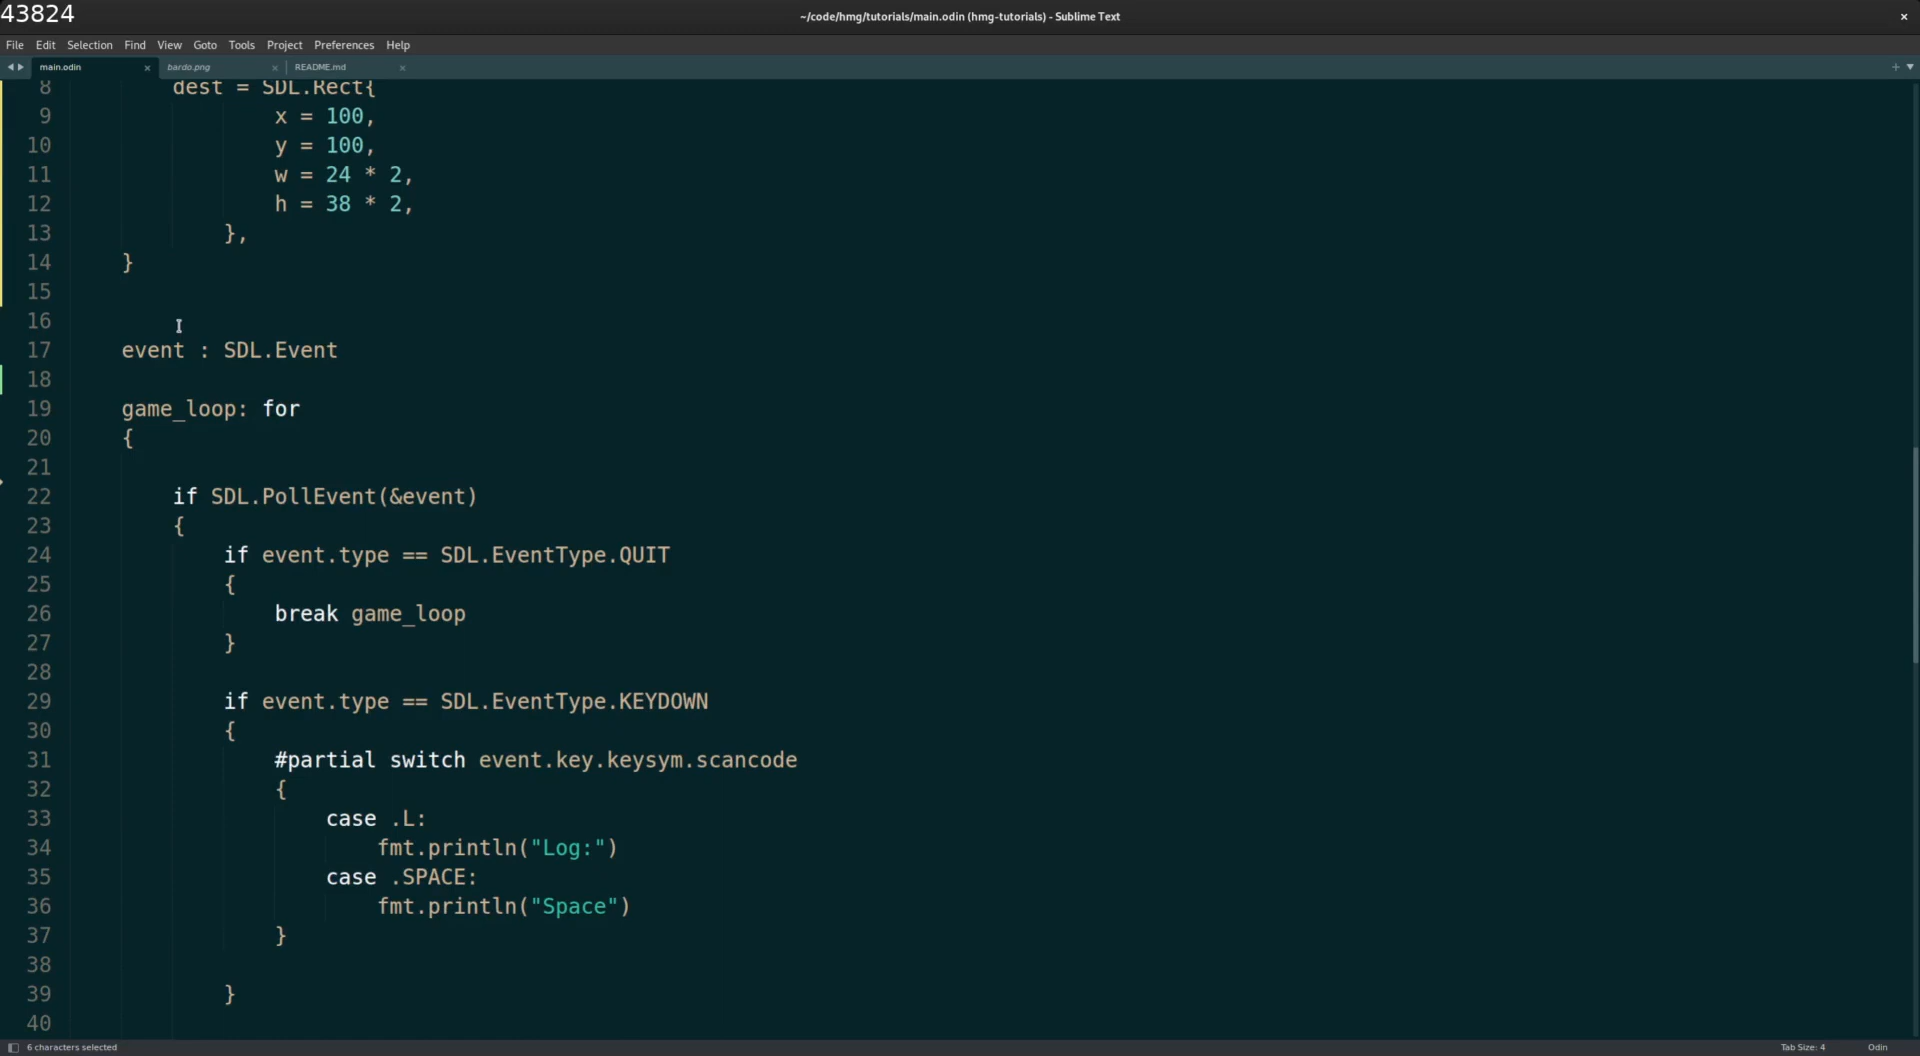 43824
~/code/hmg/tutorials/main.odin (hmg-tutorials) - Sublime Text
File Edit Selection Find View Goto Tools Project Preferences Help
main.odin bardo.png README.md
8 dest = SDL.Rect{
9 x = 100,
10 y = 100,
11 w = 24 * 2,
12 h = 38 * 2,
13 },
14 }
15
16
17 event : SDL.Event
18
19 game_loop: for
20 {
21
22 if SDL.PollEvent(&event)
23 {
24 if event.type == SDL.EventType.QUIT
25 {
26 break game_loop
27 }
28
29 if event.type == SDL.EventType.KEYDOWN
30 {
31 #partial switch event.key.keysym.scancode
32 {
33 case .L:
34 fmt.println("Log:")
35 case .SPACE:
36 fmt.println("Space")
37 }
38
39 }
40
6 characters selected Tab Size: 4 Odin